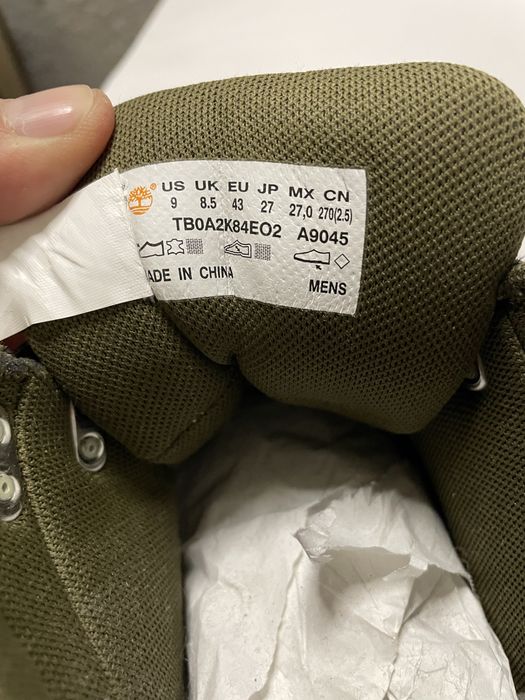 US UK EU JP MX CN
9 8.5 43 27 27,0 270(2.5)
TB0A2K84EO2 A9045
ADE IN CHINA
MENS